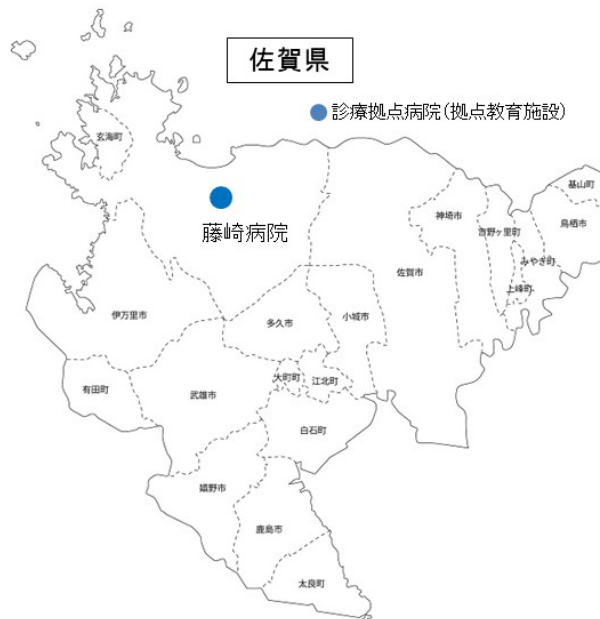 佐賀県
診療拠点病院(拠点教育施設)
玄海町
藤崎病院
基山町
鳥栖市
神埼市
吉野ヶ里町
みやき町
上峰町
佐賀市
伊万里市
多久市
小城市
有田町
武雄市
大町町
江北町
白石町
嬉野市
鹿島市
太良町